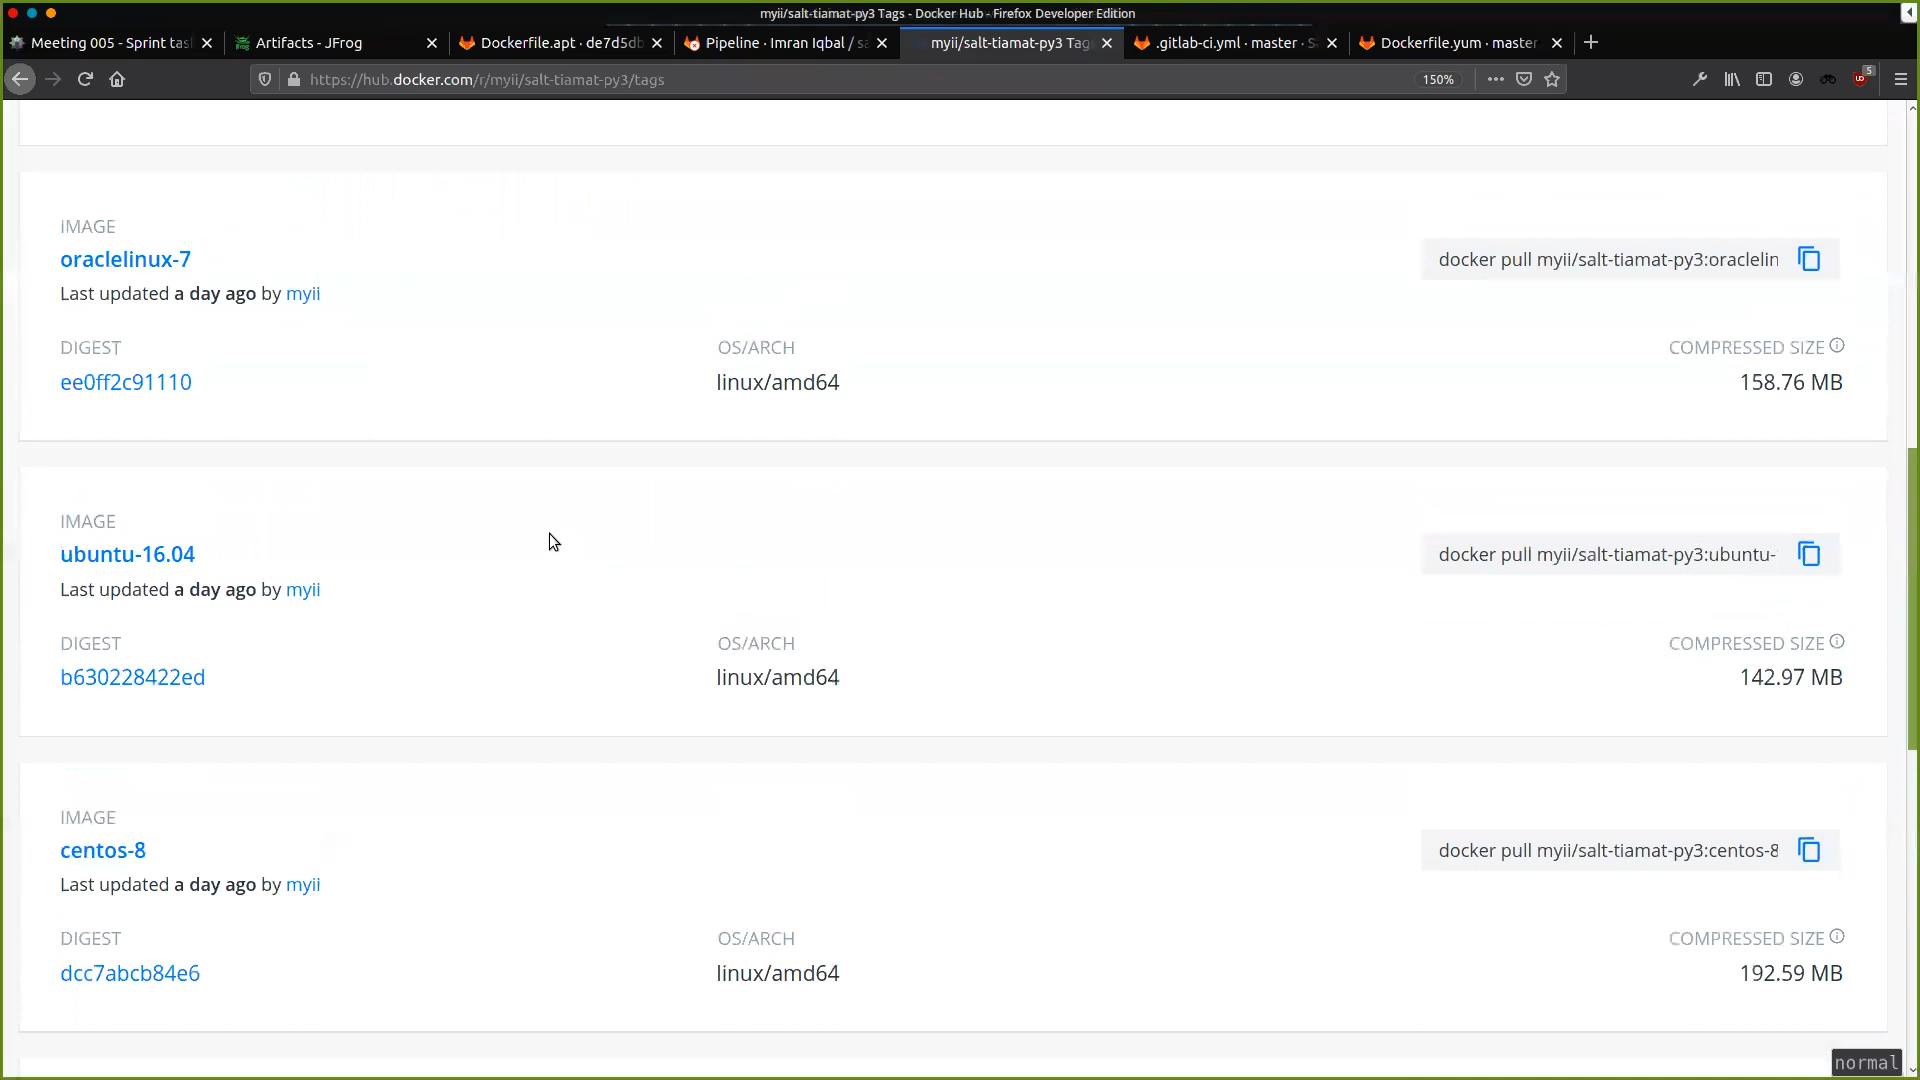 myii/salt-tiamat-py3 Tags - Docker Hub - Firefox Developer Edition
Meeting 005 - Sprint tas
Artifacts - JFrog
Dockerfile.apt · de7d5db
Pipeline · Imran Iqbal / sa
myii/salt-tiamat-py3 Tag
.gitlab-ci.yml · master · S
Dockerfile.yum · master
https://hub.docker.com/r/myii/salt-tiamat-py3/tags
150%
5
IMAGE
oraclelinux-7
docker pull myii/salt-tiamat-py3:oraclelin
Last updated a day ago by myii
DIGEST
OS/ARCH
COMPRESSED SIZE
ee0ff2c91110
linux/amd64
158.76 MB
IMAGE
ubuntu-16.04
docker pull myii/salt-tiamat-py3:ubuntu-
Last updated a day ago by myii
DIGEST
OS/ARCH
COMPRESSED SIZE
b630228422ed
linux/amd64
142.97 MB
IMAGE
centos-8
docker pull myii/salt-tiamat-py3:centos-8
Last updated a day ago by myii
DIGEST
OS/ARCH
COMPRESSED SIZE
dcc7abcb84e6
linux/amd64
192.59 MB
normal